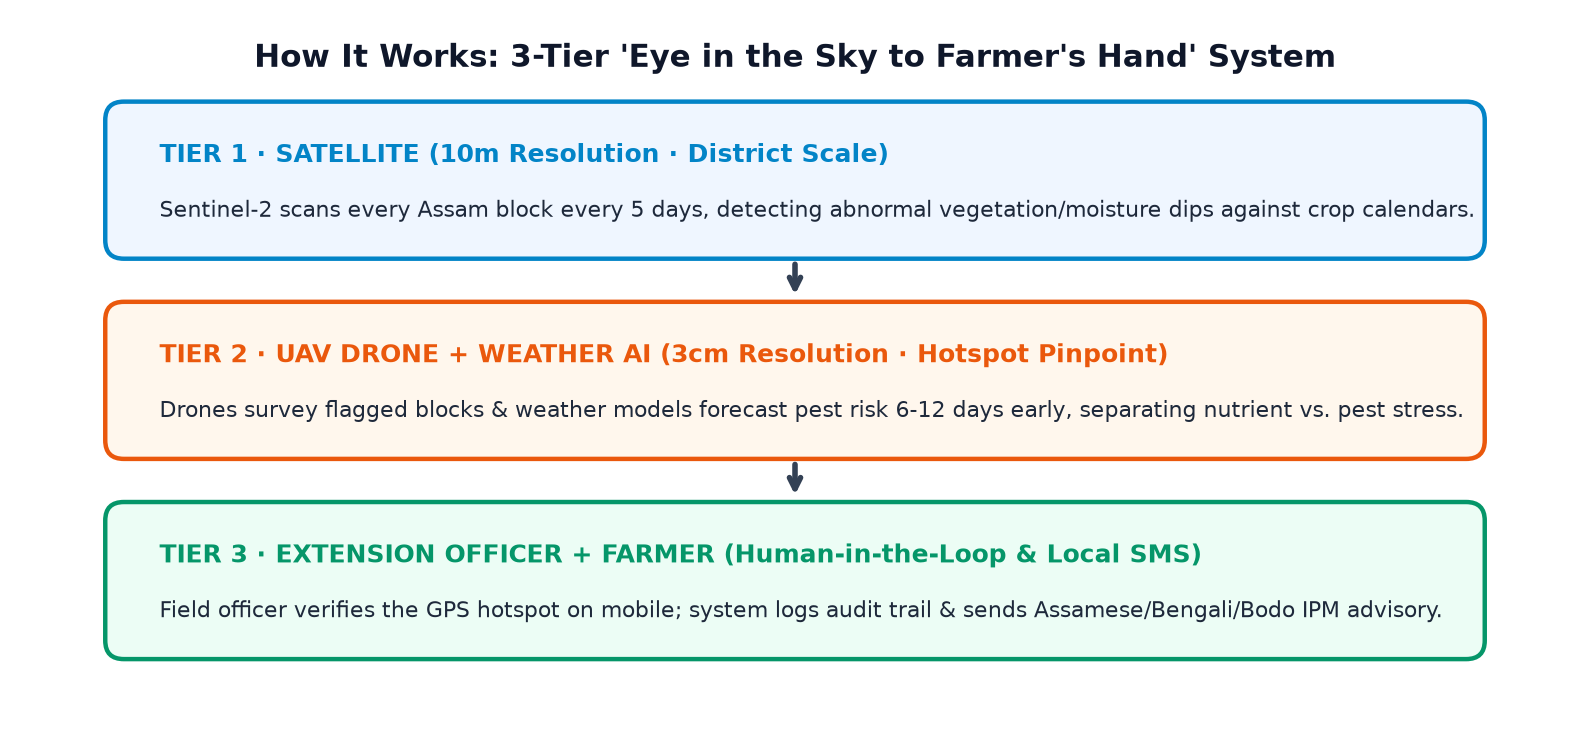 How It Works: 3-Tier 'Eye in the Sky to Farmer's Hand' System
TIER 1 · SATELLITE (10m Resolution · District Scale)
Sentinel-2 scans every Assam block every 5 days, detecting abnormal vegetation/moisture dips against crop calendars.
TIER 2 · UAV DRONE + WEATHER AI (3cm Resolution · Hotspot Pinpoint)
Drones survey flagged blocks & weather models forecast pest risk 6-12 days early, separating nutrient vs. pest stress.
TIER 3 · EXTENSION OFFICER + FARMER (Human-in-the-Loop & Local SMS)
Field officer verifies the GPS hotspot on mobile; system logs audit trail & sends Assamese/Bengali/Bodo IPM advisory.